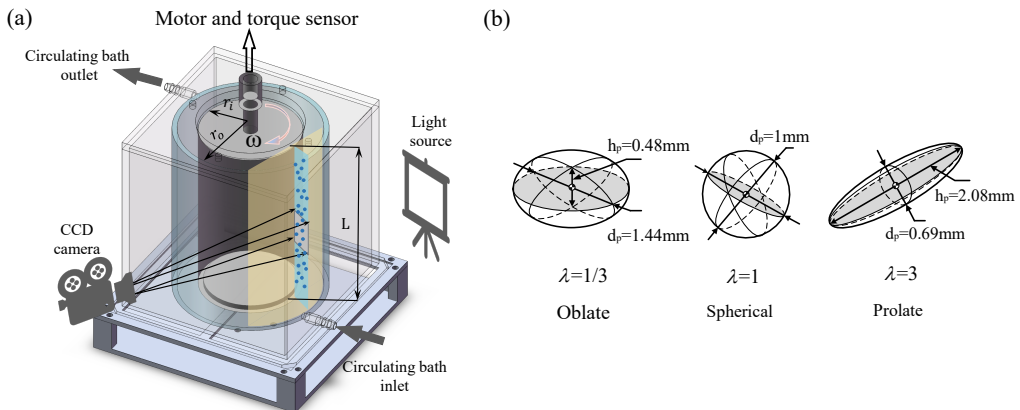 (a)
Motor and torque sensor
Circulating bath
outlet
r_i
r_o
ω
Light
source
L
CCD
camera
Circulating bath
inlet
(b)
h_p=0.48mm
d_p=1.44mm
λ=1/3
Oblate
d_p=1mm
λ=1
Spherical
h_p=2.08mm
d_p=0.69mm
λ=3
Prolate